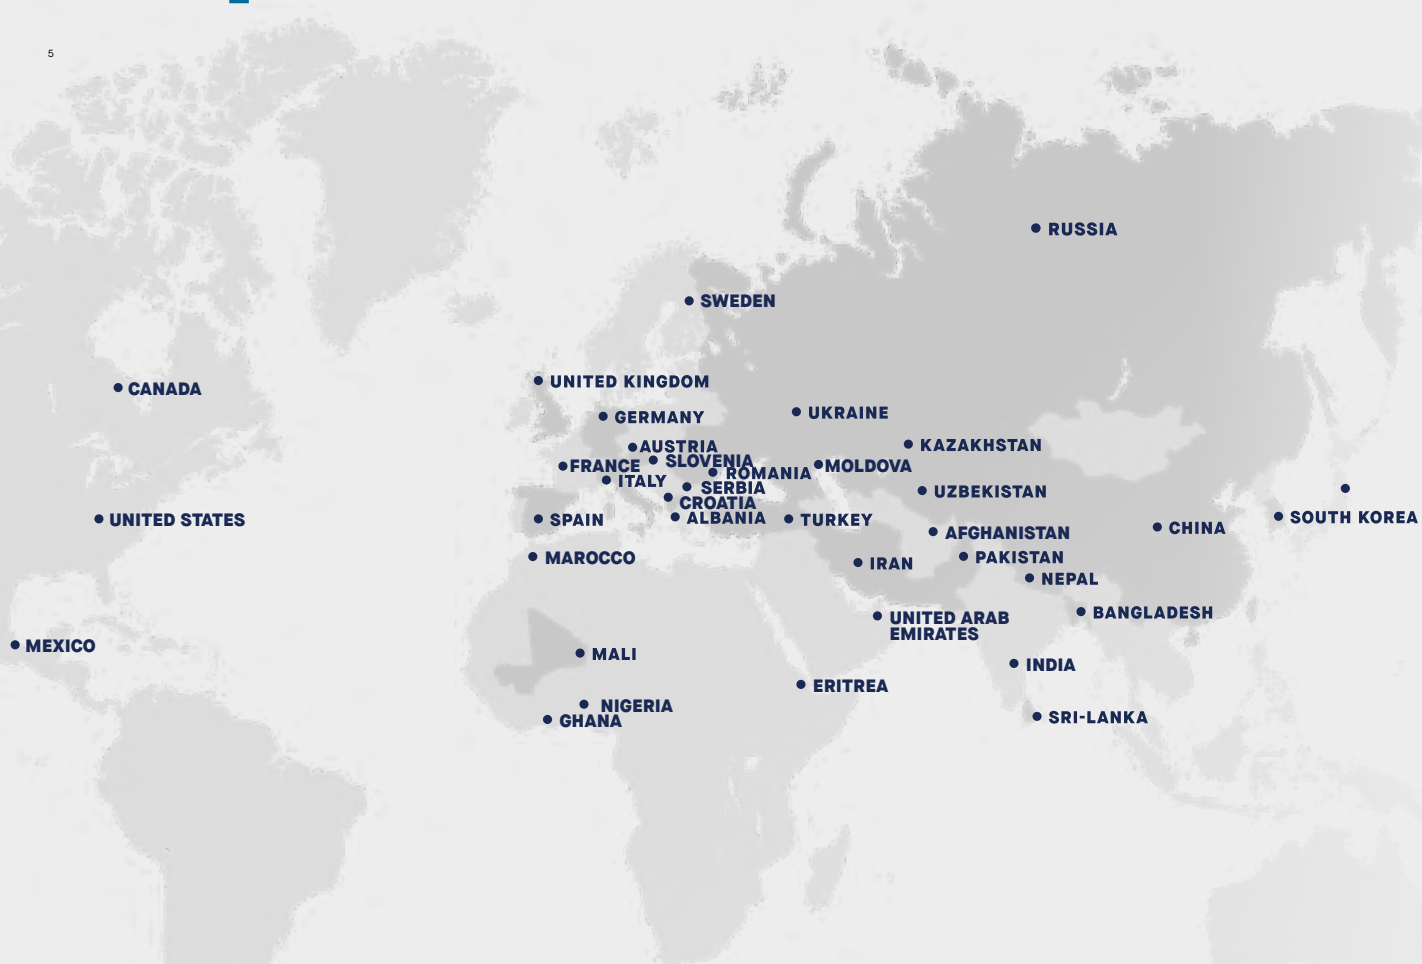 5
RUSSIA
SWEDEN
UNITED KINGDOM
CANADA
UKRAINE
GERMANY
KAZAKHSTAN
AUSTRIA
SLOVENIA
FRANCE
MOLDOVA
ROMANIA
ITALY
SERBIA
UZBEKISTAN
CROATIA
SOUTH KOREA
ALBANIA
UNITED STATES
SPAIN
TURKEY
CHINA
AFGHANISTAN
MAROCCO
PAKISTAN
IRAN
NEPAL
BANGLADESH
UNITED ARAB
EMIRATES
MEXICO
MALI
INDIA
ERITREA
NIGERIA
SRI-LANKA
GHANA